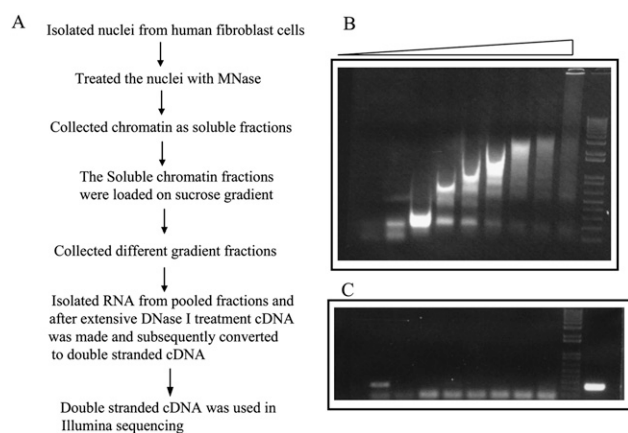 A
Isolated nuclei from human fibroblast cells
Treated the nuclei with MNase
Collected chromatin as soluble fractions
The Soluble chromatin fractions
were loaded on sucrose gradient
Collected different gradient fractions
Isolated RNA from pooled fractions and
after extensive DNase I treatment cDNA
was made and subsequently converted
to double stranded cDNA
Double stranded cDNA was used in
Illumina sequencing
B
C